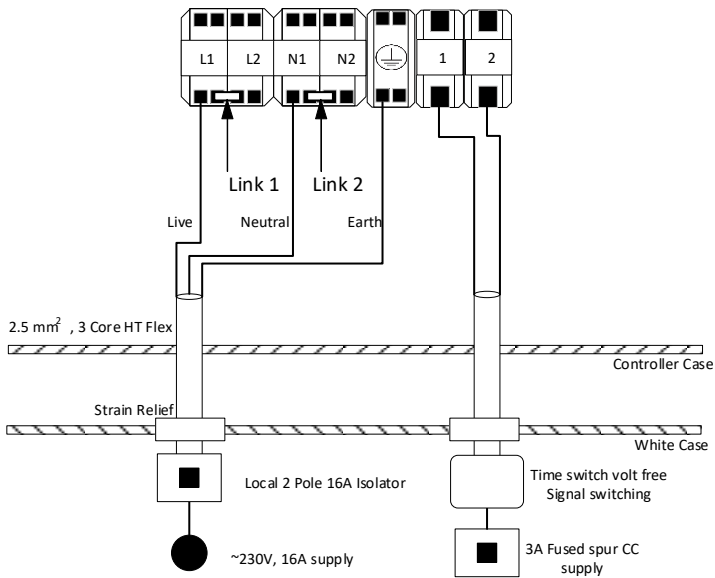 L1 L2 N1 N2 1 2
Link 1 Link 2
Live Neutral Earth
2.5 mm², 3 Core HT Flex
Controller Case
Strain Relief
White Case
Local 2 Pole 16A Isolator
Time switch volt free
Signal switching
~230V, 16A supply
3A Fused spur CC
supply